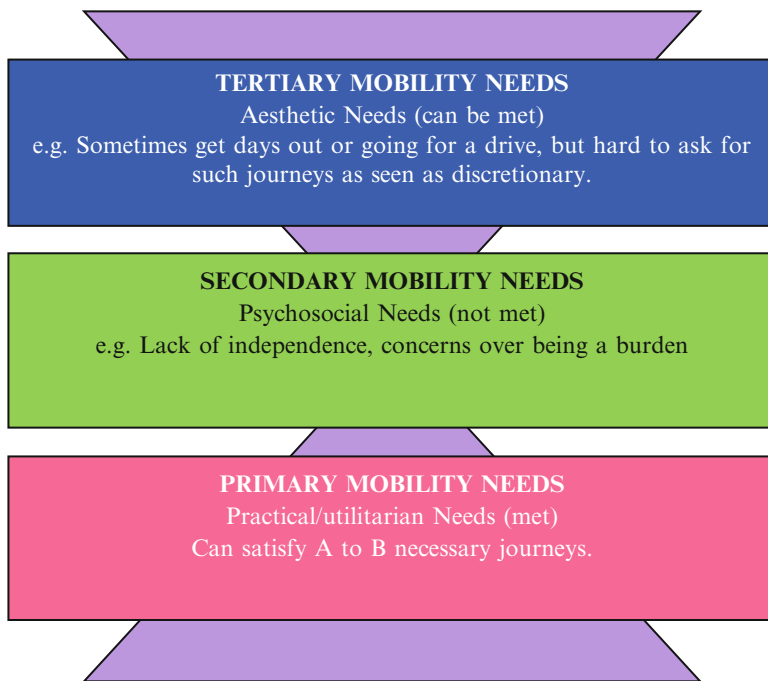 TERTIARY MOBILITY NEEDS
Aesthetic Needs (can be met)
e.g. Sometimes get days out or going for a drive, but hard to ask for
such journeys as seen as discretionary.
SECONDARY MOBILITY NEEDS
Psychosocial Needs (not met)
e.g. Lack of independence, concerns over being a burden
PRIMARY MOBILITY NEEDS
Practical/utilitarian Needs (met)
Can satisfy A to B necessary journeys.